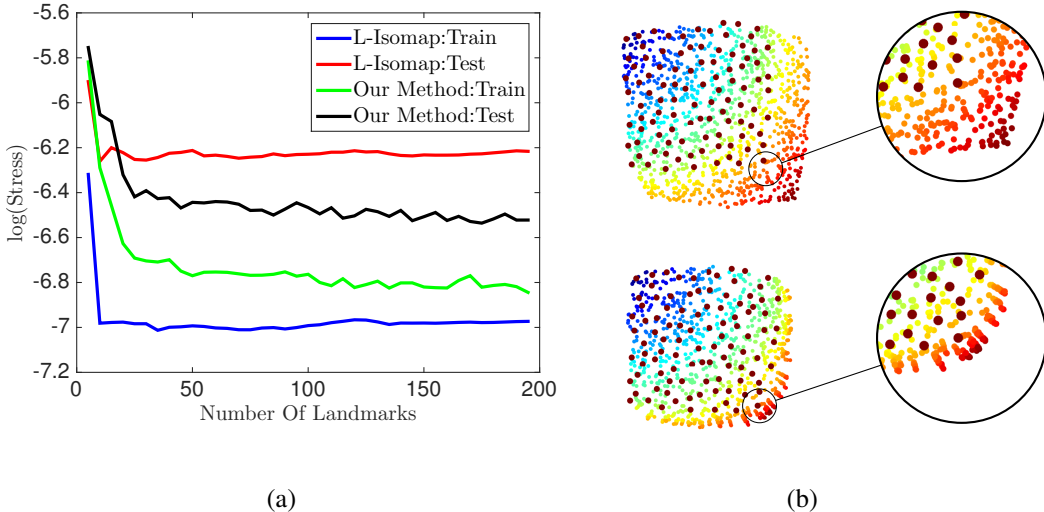 -5.6
-5.8
-6
-6.2
-6.4
-6.6
-6.8
-7
-7.2
log(Stress)
L-Isomap:Train
L-Isomap:Test
Our Method:Train
Our Method:Test
0 50 100 150 200
Number Of Landmarks
(a) (b)